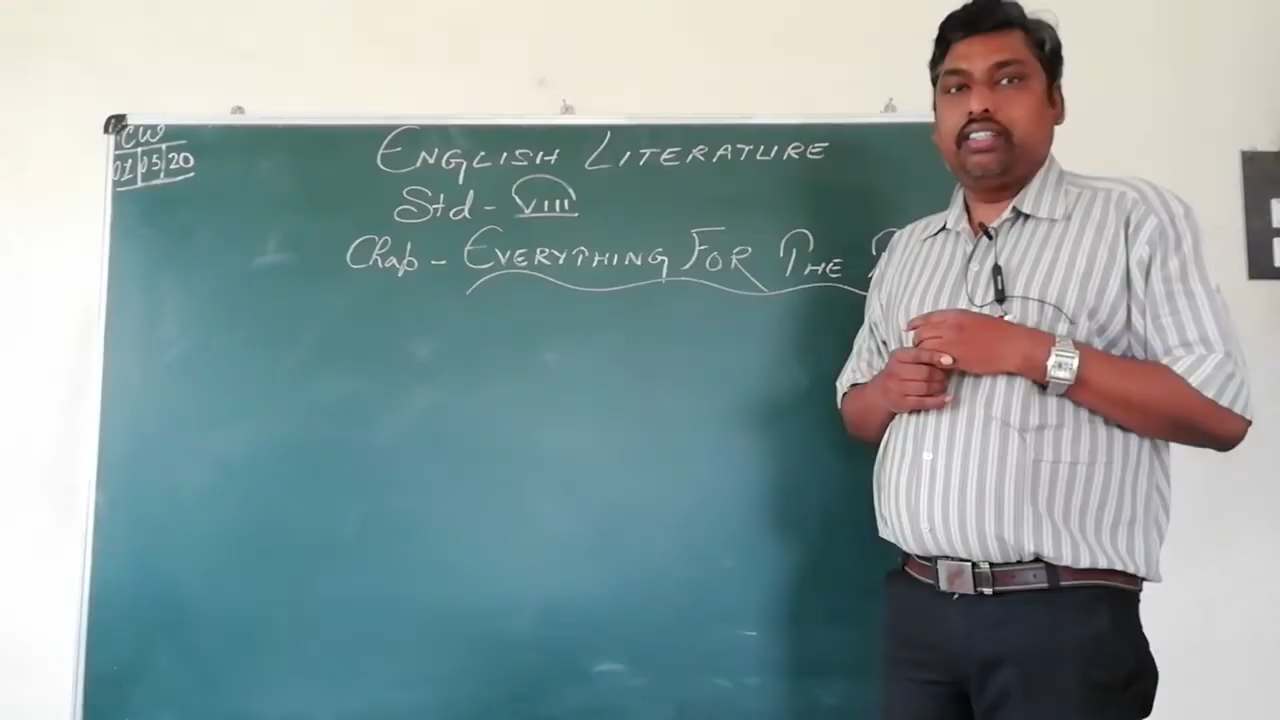 CW
01 05 20
ENGLISH LITERATURE
Std - VIII
Chap - EVERYTHING FOR THE